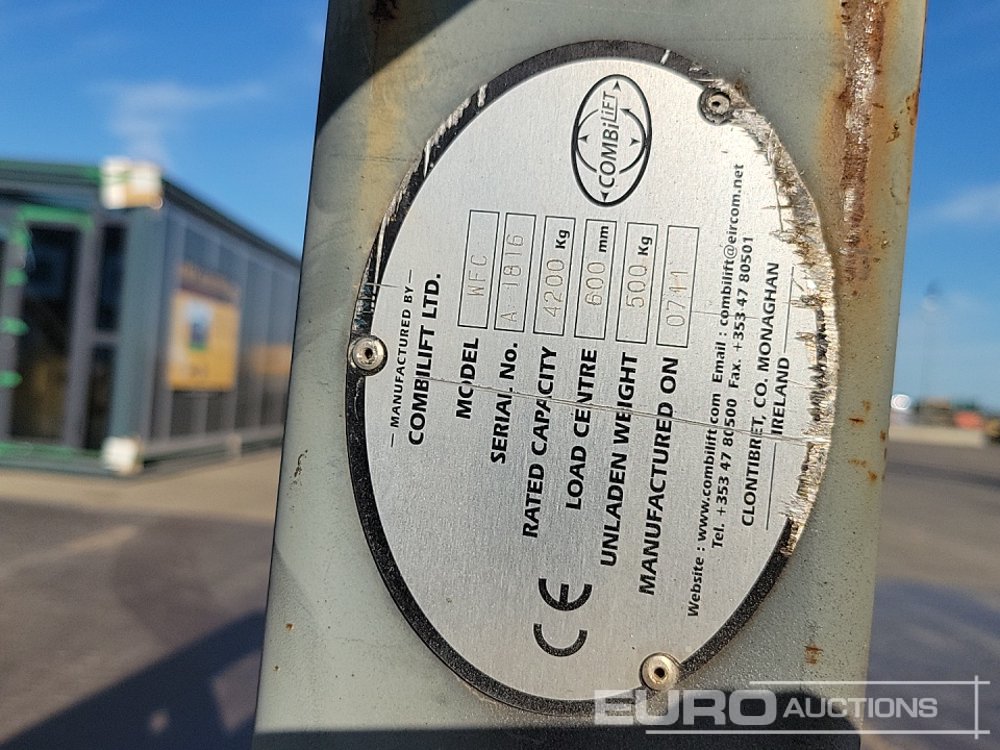 COMBiLiFT
MANUFACTURED BY
COMBILIFT LTD.
MODEL WFC
SERIAL No. A 1816
RATED CAPACITY 4200 Kg
LOAD CENTRE 600 mm
UNLADEN WEIGHT 500 Kg
MANUFACTURED ON 07.11
CE
Website : www.combilift.com Email : combilift@eircom.net
Tel. +353 47 80500 Fax. +353 47 80501
CLONTIBRET, CO. MONAGHAN
IRELAND
EURO AUCTIONS